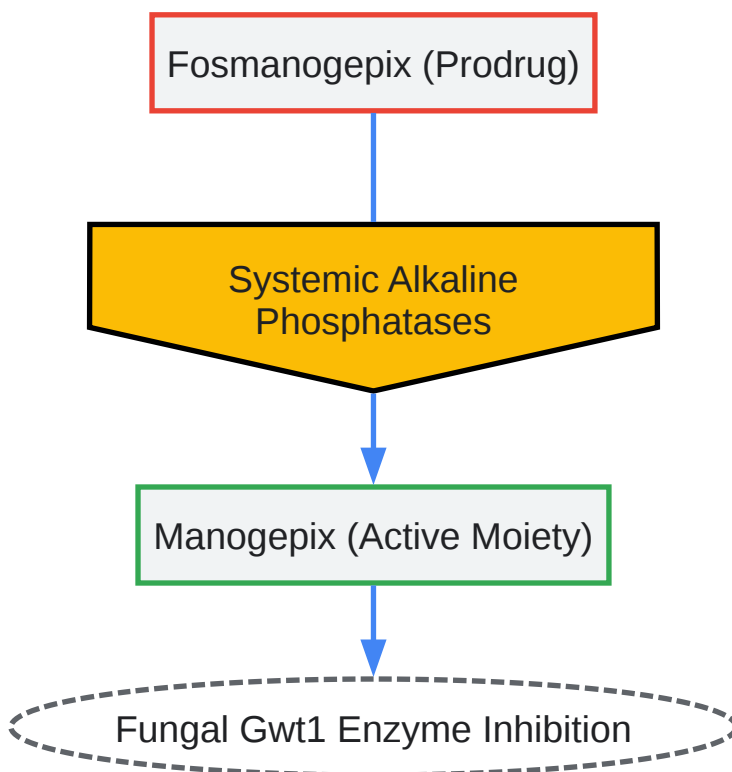 Fosmanogepix (Prodrug)
Systemic Alkaline
Phosphatases
Manogepix (Active Moiety)
Fungal Gwt1 Enzyme Inhibition